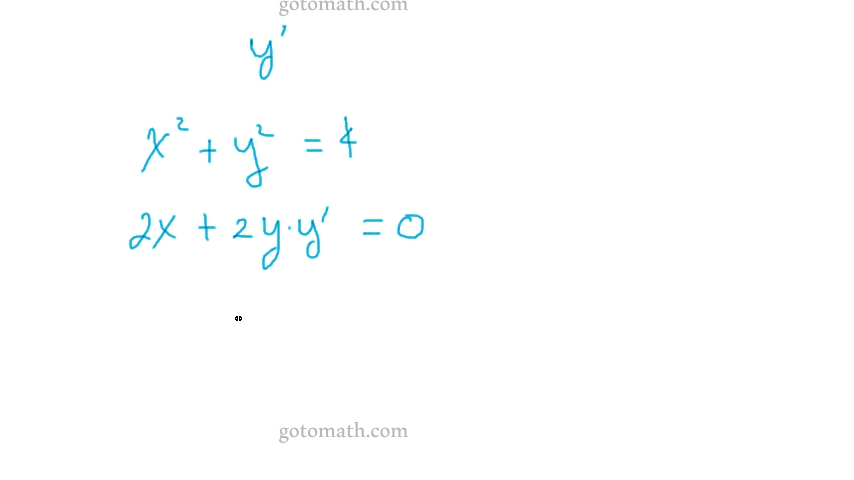 gotomath.com
y'
x² + y² = 4
2x + 2y·y' = 0
gotomath.com